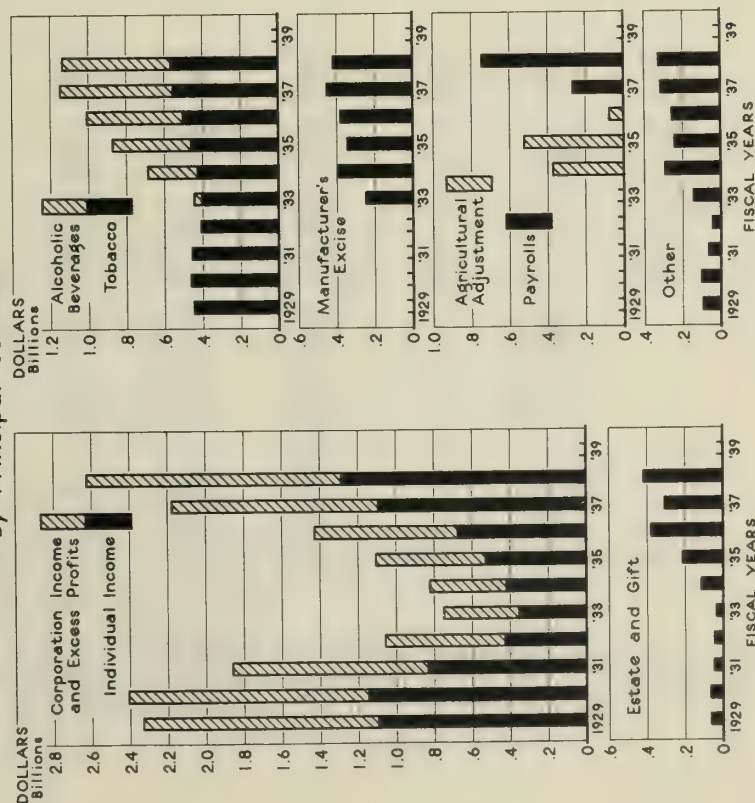 By Principal
DOLLARS
Billions
2.8
2.6
2.4
2.2
2.0
1.8
1.6
1.4
1.2
1.0
.8
.6
.4
.2
0
Corporation Income
and Excess Profits
Individual Income
1929 '31 '33 '35 '37 '39
.4
.2
0
Estate and Gift
1929 '31 '33 '35 '37 '39
FISCAL YEARS
DOLLARS
Billions
1.2
1.0
.8
.6
.4
.2
0
Alcoholic
Beverages
Tobacco
1929 '31 '33 '35 '37 '39
.6
.4
.2
0
Manufacturer's
Excise
1929 '31 '33 '35 '37 '39
1.0
.8
.6
.4
.2
0
Agricultural
Adjustment
Payrolls
1929 '31 '33 '35 '37 '39
.4
.2
0
Other
1929 '31 '33 '35 '37 '39
FISCAL YEARS